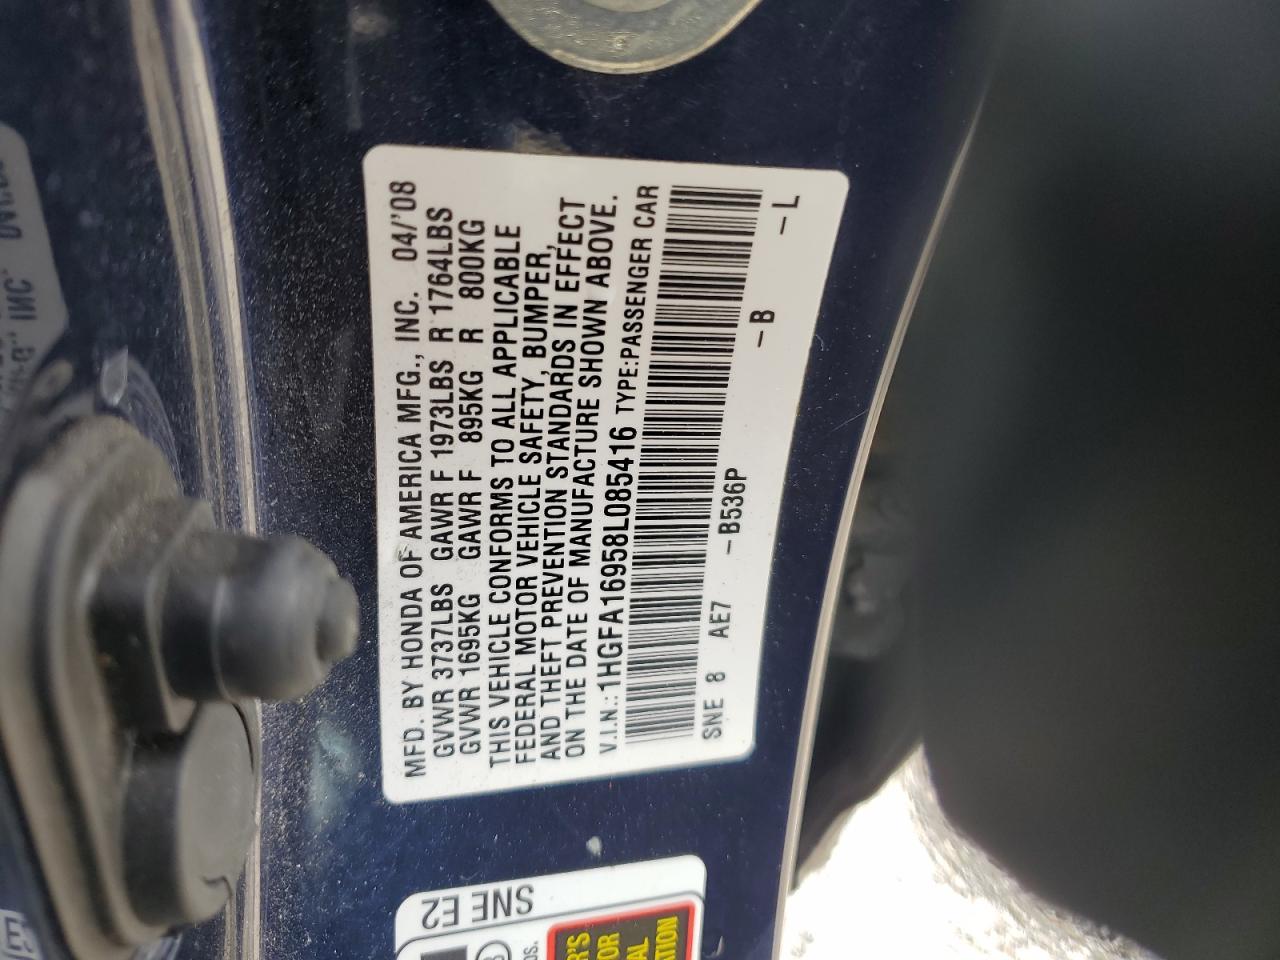 MFD. BY HONDA OF AMERICA MFG., INC. 04/'08
GVWR 3737LBS GAWR F 1973LBS R 1764LBS
GVWR 1695KG GAWR F 895KG R 800KG
THIS VEHICLE CONFORMS TO ALL APPLICABLE
FEDERAL MOTOR VEHICLE SAFETY, BUMPER,
AND THEFT PREVENTION STANDARDS IN EFFECT
ON THE DATE OF MANUFACTURE SHOWN ABOVE.
V.I.N.:1HGFA16958L085416 TYPE:PASSENGER CAR
SNE 8 AE7 -B536P -B -L
SNE E2